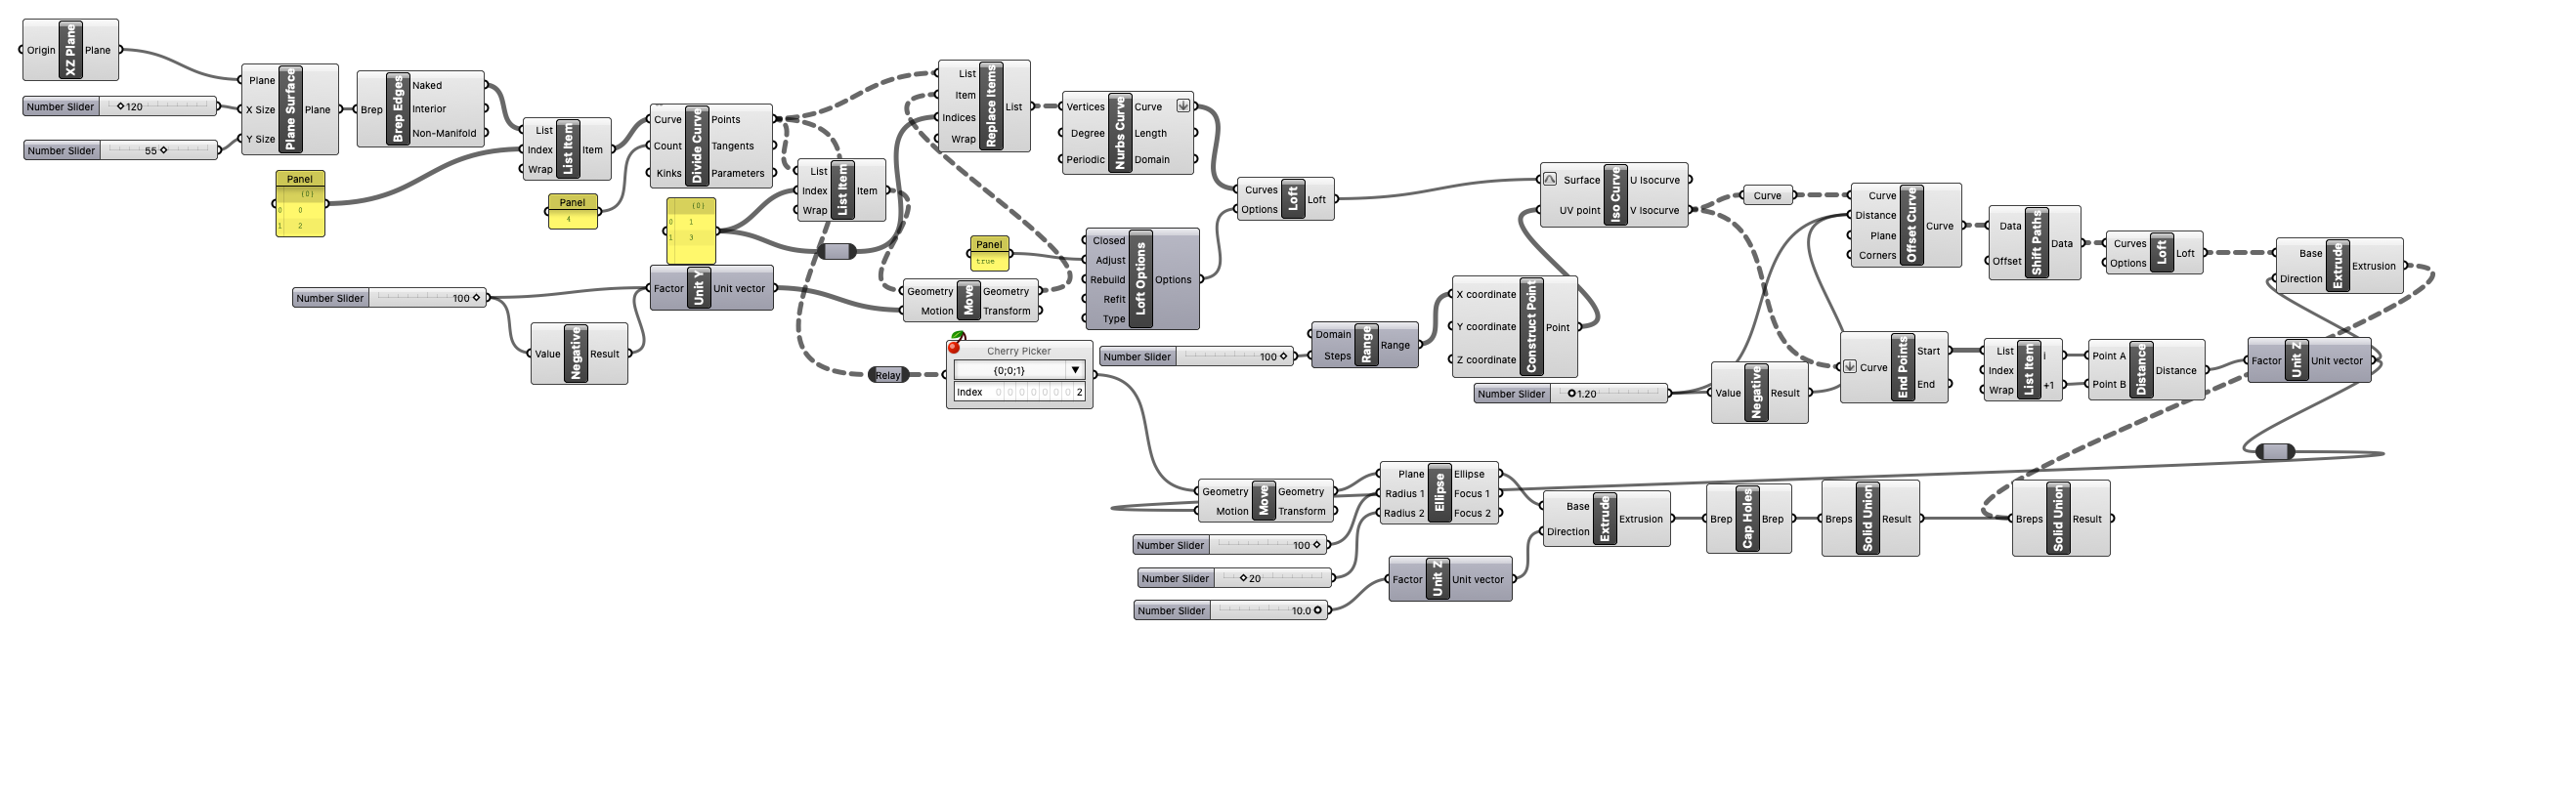 Origin
XZ Plane
Plane
Number Slider
120
Number Slider
55
Plane
X Size
Y Size
Plane Surface
Plane
Brep
Brep Edges
Naked
Interior
Non-Manifold
Panel
{0}
0 0
1 2
List
Index
Wrap
List Item
Item
Panel
4
Curve
Count
Kinks
Divide Curve
Points
Tangents
Parameters
{0}
0 1
1 3
List
Index
Wrap
List Item
Item
Number Slider
100
Value
Negative
Result
Factor
Unit Y
Unit vector
List
Item
Indices
Wrap
Replace Items
List
Geometry
Motion
Move
Geometry
Transform
Vertices
Degree
Periodic
Nurbs Curve
Curve
Length
Domain
Panel
true
Closed
Adjust
Rebuild
Refit
Type
Loft Options
Options
Curves
Options
Loft
Loft
Relay
Cherry Picker
{0;0;1}
Index 0 0 0 0 0 0 0 2
Number Slider
100
Domain
Steps
Range
Range
X coordinate
Y coordinate
Z coordinate
Construct Point
Point
Surface
UV point
Iso Curve
U Isocurve
V Isocurve
Number Slider
1.20
Value
Negative
Result
Curve
Curve
Distance
Plane
Corners
Offset Curve
Curve
Data
Offset
Shift Paths
Data
Curves
Options
Loft
Loft
Base
Direction
Extrude
Extrusion
Curve
End Points
Start
End
List
Index
Wrap
List Item
i
+1
Point A
Point B
Distance
Distance
Factor
Unit Z
Unit vector
Geometry
Motion
Move
Geometry
Transform
Number Slider
100
Number Slider
20
Number Slider
10.0
Plane
Radius 1
Radius 2
Ellipse
Ellipse
Focus 1
Focus 2
Factor
Unit Z
Unit vector
Base
Direction
Extrude
Extrusion
Brep
Cap Holes
Brep
Breps
Solid Union
Result
Breps
Solid Union
Result